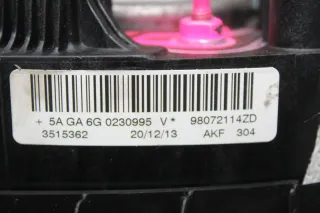 + 5A GA 6G 0230995 V* 98072114ZD
3515362 20/12/13 AKF 304